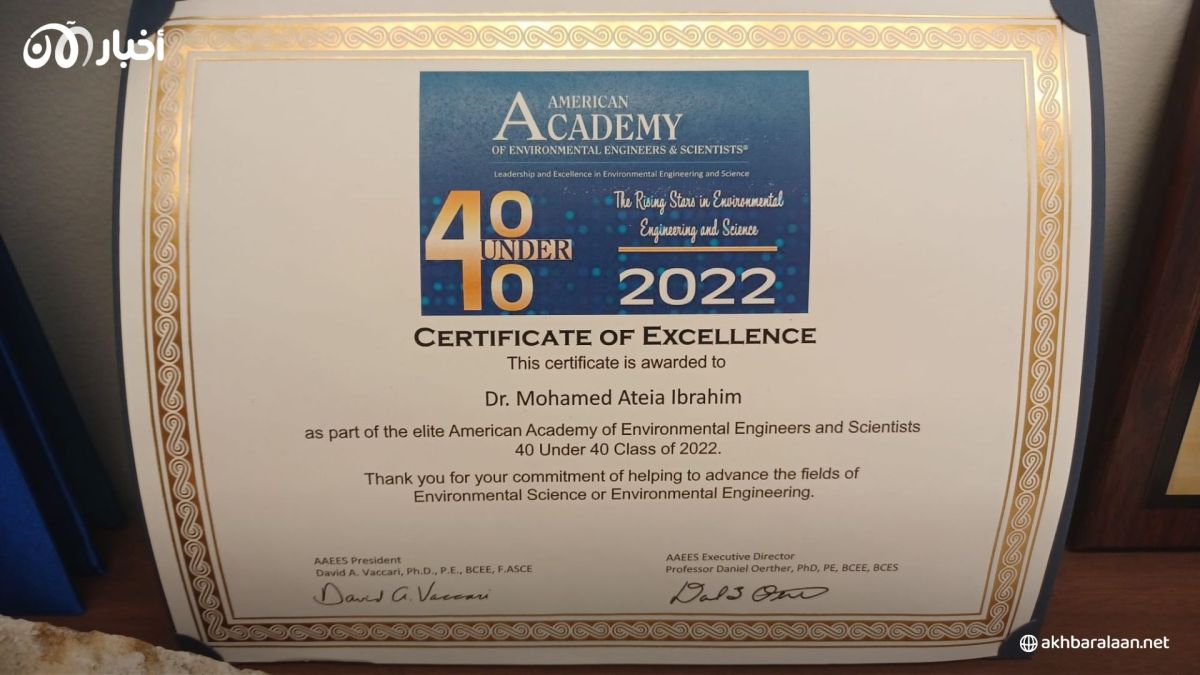 أخبار الآن
AMERICAN
ACADEMY
OF ENVIRONMENTAL ENGINEERS & SCIENTISTS®
Leadership and Excellence in Environmental Engineering and Science
40 UNDER 40
The Rising Stars in Environmental
Engineering and Science
2022
CERTIFICATE OF EXCELLENCE
This certificate is awarded to
Dr. Mohamed Ateia Ibrahim
as part of the elite American Academy of Environmental Engineers and Scientists
40 Under 40 Class of 2022.
Thank you for your commitment of helping to advance the fields of
Environmental Science or Environmental Engineering.
AAEES President
David A. Vaccari, Ph.D., P.E., BCEE, F.ASCE
David A. Vaccari
AAEES Executive Director
Professor Daniel Oerther, PhD, PE, BCEE, BCES
akhbaralaan.net